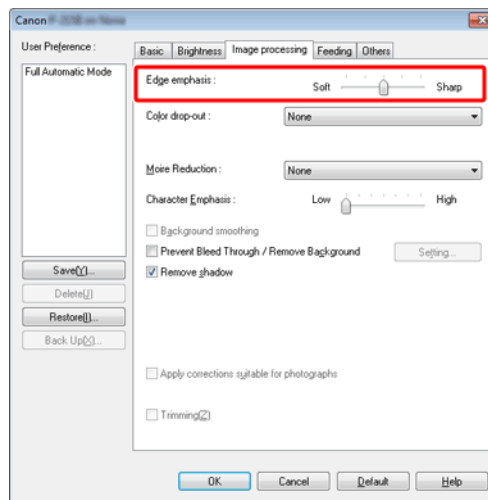 Canon on None
User Preference :
Full Automatic Mode
Save(Y)...
Delete(J)
Restore(I)...
Back Up(X)...
Basic Brightness Image processing Feeding Others
Edge emphasis : Soft Sharp
Color drop-out : None
Moire Reduction : None
Character Emphasis : Low High
Background smoothing
Prevent Bleed Through / Remove Background Setting...
Remove shadow
Apply corrections suitable for photographs
Trimming(Z)
OK Cancel Default Help